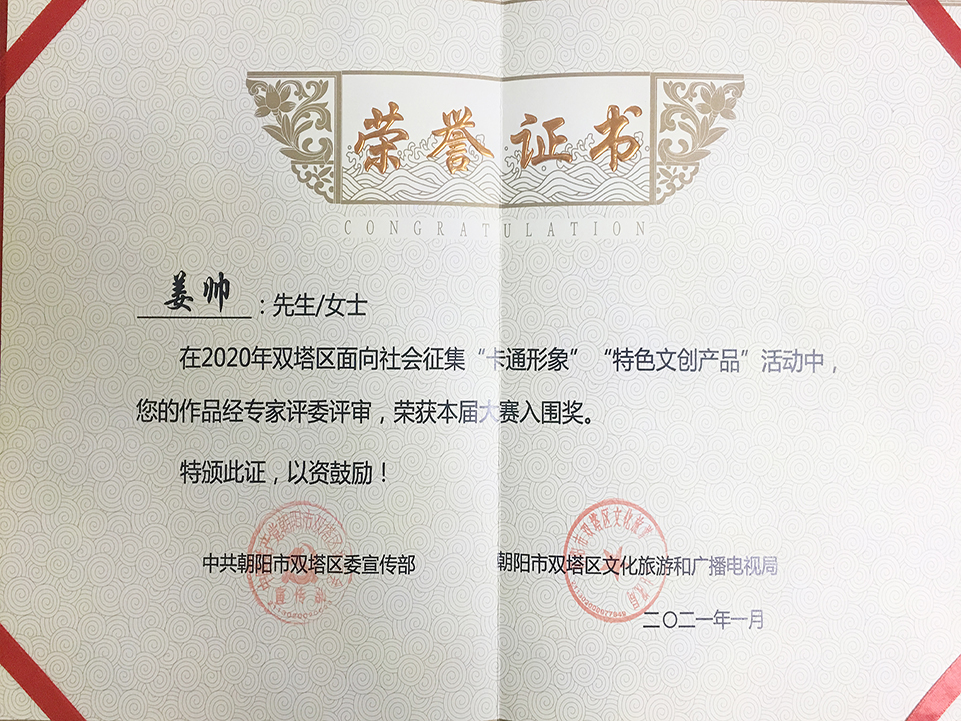 荣誉证书
CONGRATULATION
姜帅：先生/女士
在2020年双塔区面向社会征集“卡通形象”“特色文创产品”活动中，
您的作品经专家评委评审，荣获本届大赛入围奖。
特颁此证，以资鼓励！
中共朝阳市双塔区委宣传部 朝阳市双塔区文化旅游和广播电视局
二〇二一年一月